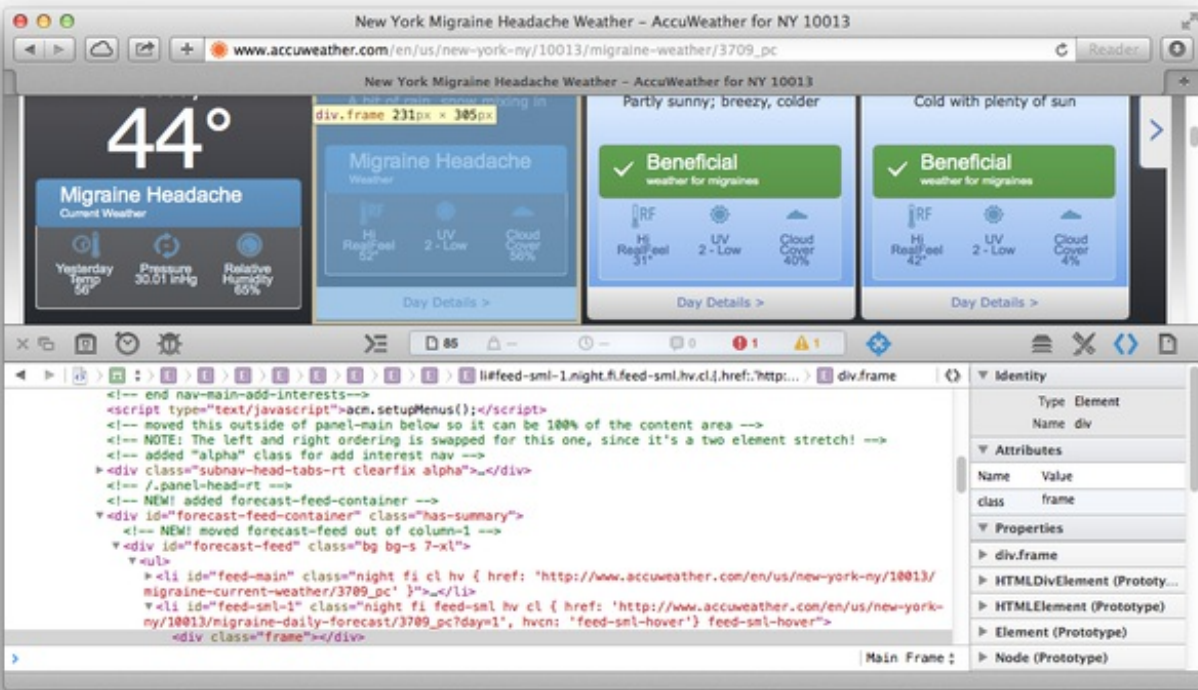 New York Migraine Headache Weather – AccuWeather for NY 10013
www.accuweather.com/en/us/new-york-ny/10013/migraine-weather/3709_pc
Reader
New York Migraine Headache Weather – AccuWeather for NY 10013
44°
Migraine Headache
Current Weather
Yesterday Temp 56°
Pressure 30.01 inHg
Relative Humidity 65%
A bit of rain, snow mixing in
div.frame 231px × 305px
Migraine Headache
Weather
RF
Hi RealFeel 52°
UV 2 - Low
Cloud Cover 56%
Day Details >
Partly sunny; breezy, colder
Beneficial
weather for migraines
RF
Hi RealFeel 31°
UV 2 - Low
Cloud Cover 40%
Day Details >
Cold with plenty of sun
Beneficial
weather for migraines
RF
Hi RealFeel 42°
UV 2 - Low
Cloud Cover 4%
Day Details >
85
0
1
1
E E E E E E E E li#feed-sml-1.night.fi.feed-sml.hv.cl.{.href:.'http:... E div.frame
<!-- end nav-main-add-interests-->
<script type="text/javascript">acm.setupMenus();</script>
<!-- moved this outside of panel-main below so it can be 100% of the content area -->
<!-- NOTE: The left and right ordering is swapped for this one, since it's a two element stretch! -->
<!-- added "alpha" class for add interest nav -->
<div class="subnav-head-tabs-rt clearfix alpha">…</div>
<!-- /.panel-head-rt -->
<!-- NEW! added forecast-feed-container -->
<div id="forecast-feed-container" class="has-summary">
<!-- NEW! moved forecast-feed out of column-1 -->
<div id="forecast-feed" class="bg bg-s 7-xl">
<ul>
<li id="feed-main" class="night fi cl hv { href: 'http://www.accuweather.com/en/us/new-york-ny/10013/
migraine-current-weather/3709_pc' }">…</li>
<li id="feed-sml-1" class="night fi feed-sml hv cl { href: 'http://www.accuweather.com/en/us/new-york-
ny/10013/migraine-daily-forecast/3709_pc?day=1', hvcn: 'feed-sml-hover'} feed-sml-hover">
<div class="frame"></div>
Main Frame
Identity
Type Element
Name div
Attributes
Name Value
class frame
Properties
div.frame
HTMLDivElement (Prototy...
HTMLElement (Prototype)
Element (Prototype)
Node (Prototype)